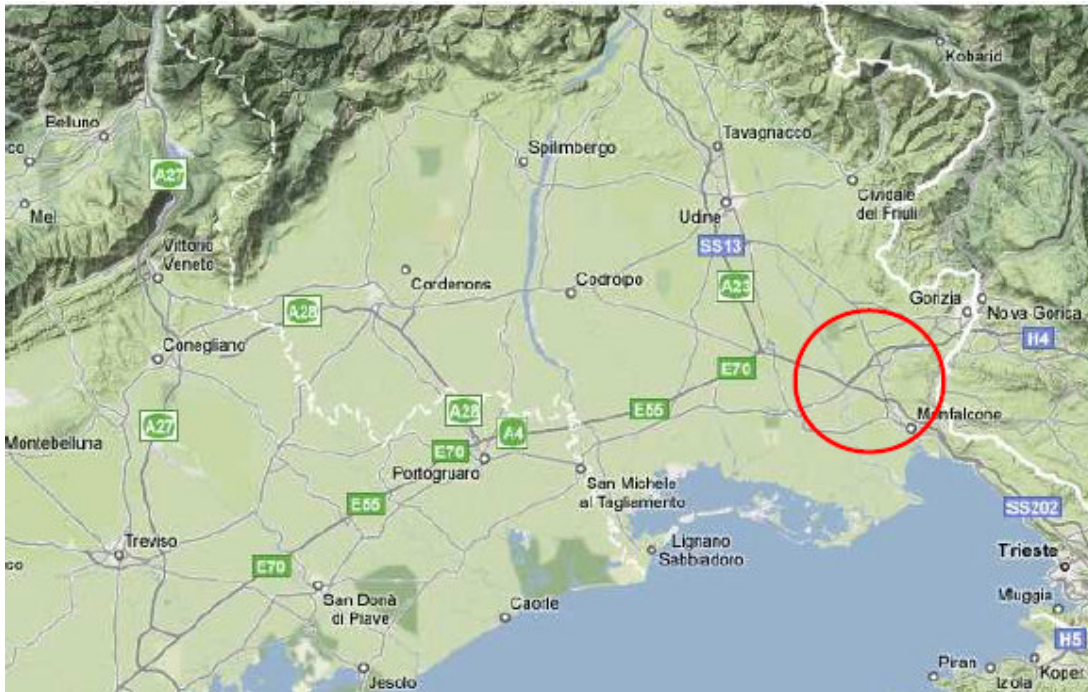 Kobarid
Belluno
Tavagnacco
Spilimbergo
A27
Cividale
del Friuli
Mel
Udine
Vittorio
Veneto
SS13
Cordenons
Codroipo
A23
Gorizia
Nova Gorica
A28
H4
Conegliano
E70
E55
A28
A4
Monfalcone
A27
Montebelluna
E70
Portogruaro
San Michele
al Tagliamento
E55
SS202
Treviso
Lignano
Sabbiadoro
Trieste
E70
San Donà
di Piave
Caorle
Muggia
H5
Piran
Koper
Izola
Jesolo